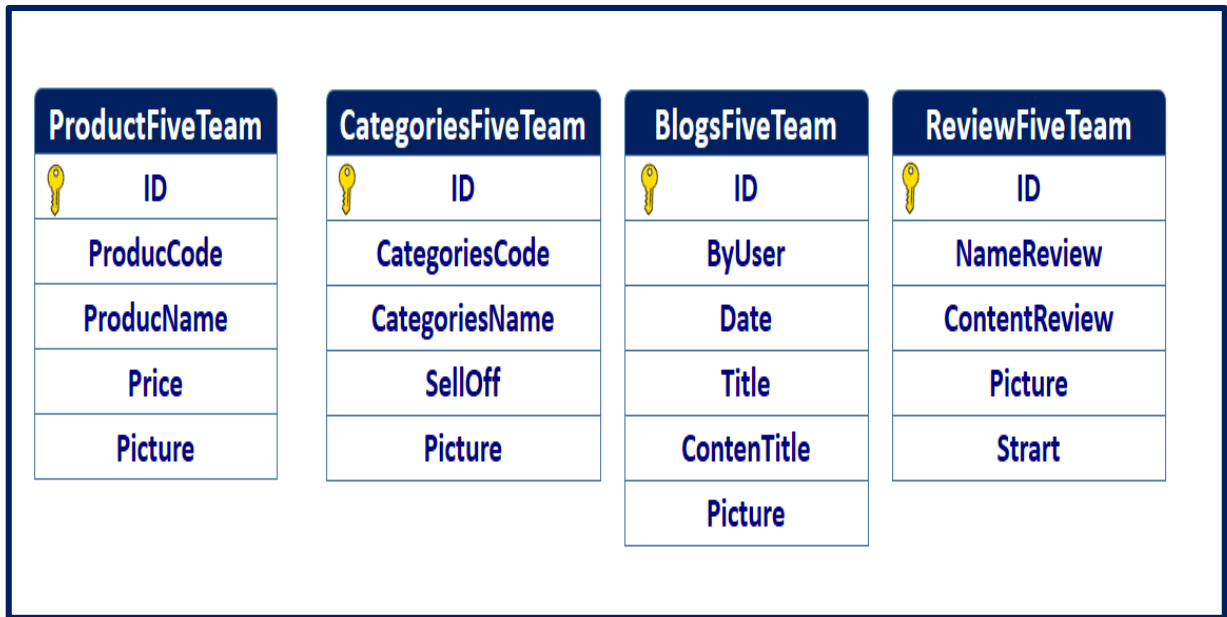 ProductFiveTeam
ID
ProducCode
ProducName
Price
Picture
CategoriesFiveTeam
ID
CategoriesCode
CategoriesName
SellOff
Picture
BlogsFiveTeam
ID
ByUser
Date
Title
ContenTitle
Picture
ReviewFiveTeam
ID
NameReview
ContentReview
Picture
Strart